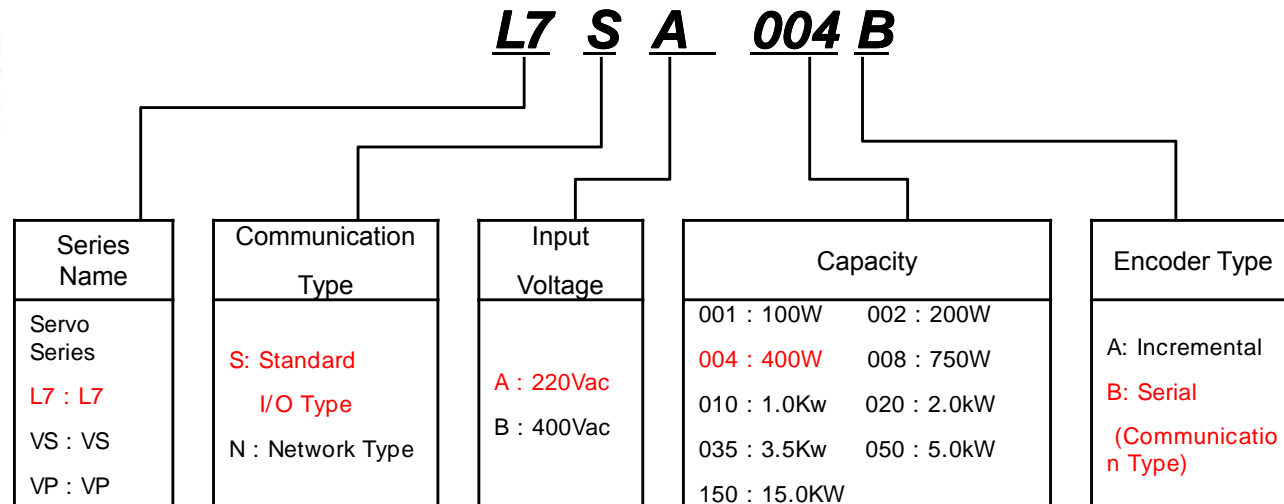 L7 S A 004 B
Series
Name
Servo
Series
L7 : L7
VS : VS
VP : VP
Communication
Type
S: Standard
I/O Type
N : Network Type
Input
Voltage
A : 220Vac
B : 400Vac
Capacity
001 : 100W 002 : 200W
004 : 400W 008 : 750W
010 : 1.0Kw 020 : 2.0kW
035 : 3.5Kw 050 : 5.0kW
150 : 15.0KW
Encoder Type
A: Incremental
B: Serial
(Communicatio
n Type)